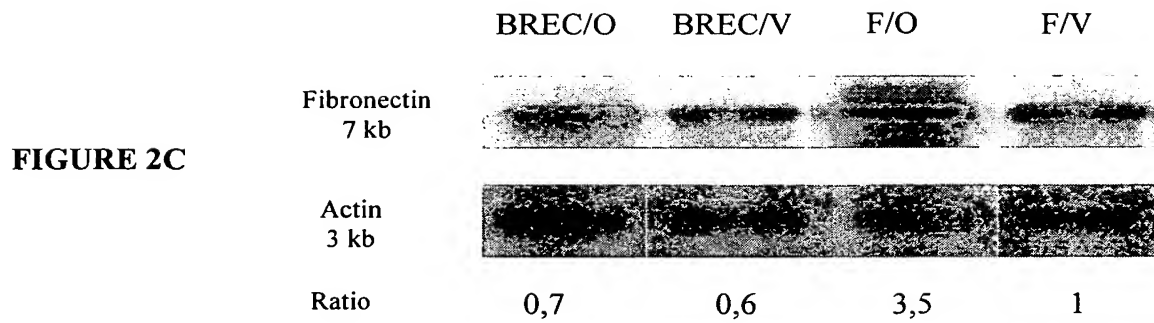 BREC/O BREC/V F/O F/V
Fibronectin
7 kb
FIGURE 2C
Actin
3 kb
Ratio 0,7 0,6 3,5 1